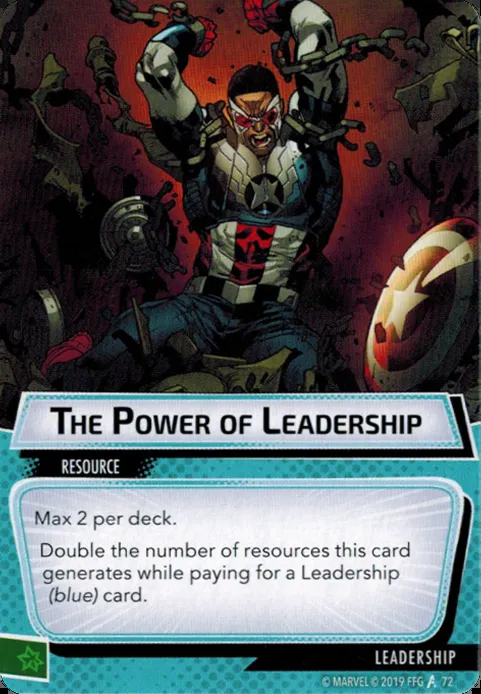 THE POWER OF LEADERSHIP
RESOURCE
Max 2 per deck.
Double the number of resources this card
generates while paying for a Leadership
(blue) card.
LEADERSHIP
© MARVEL © 2019 FFG A 72